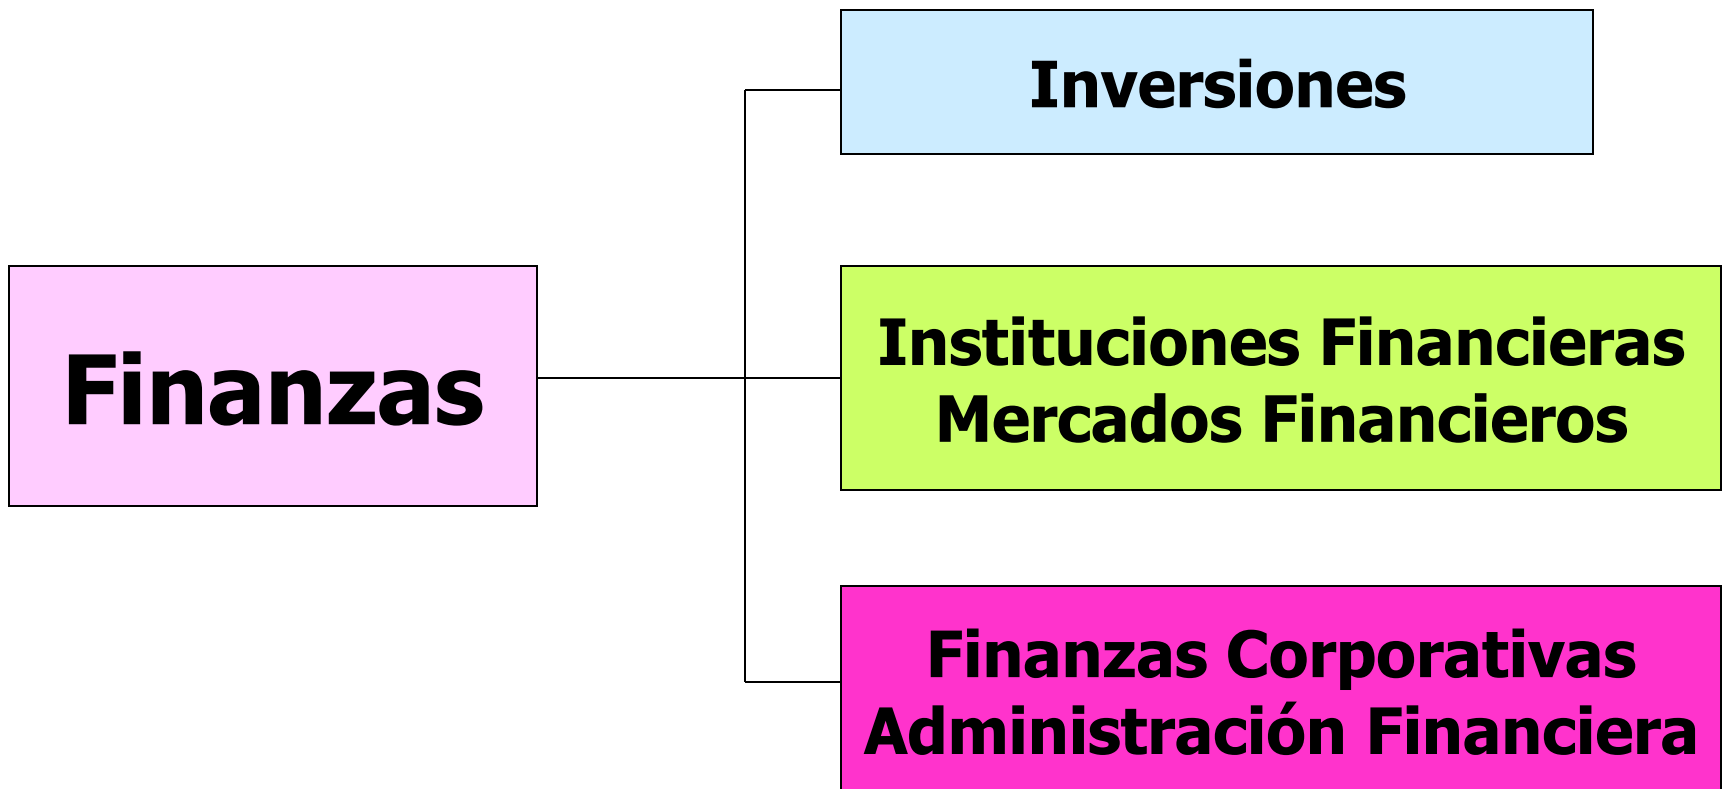 Inversiones
Finanzas
Instituciones Financieras
Mercados Financieros
Finanzas Corporativas
Administración Financiera